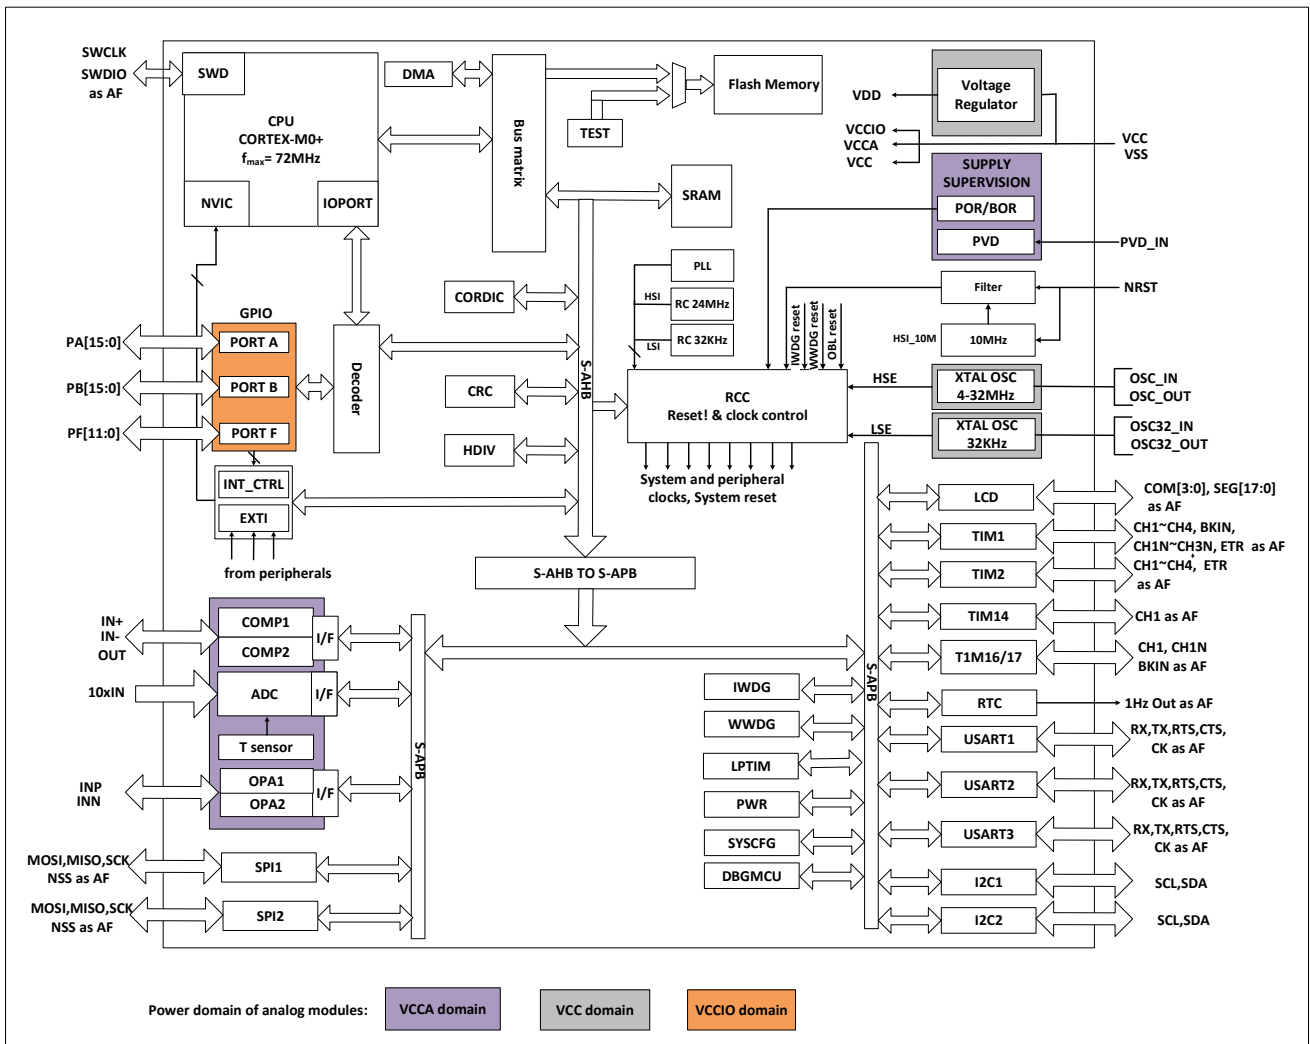 SWCLK
SWDIO
as AF
SWD
CPU
CORTEX-M0+
fmax= 72MHz
NVIC
IOPORT
DMA
Bus matrix
TEST
Flash Memory
SRAM
VDD
Voltage
Regulator
VCCIO
VCCA
VCC
VCC
VSS
SUPPLY
SUPERVISION
POR/BOR
PVD
PVD_IN
PLL
HSI
RC 24MHz
LSI
RC 32KHz
Filter
NRST
HSI_10M
10MHz
IWDG reset
WWDG reset
OBL reset
CORDIC
GPIO
PA[15:0]
PORT A
PB[15:0]
PORT B
PF[11:0]
PORT F
Decoder
S-AHB
CRC
HDIV
RCC
Reset! & clock control
HSE
XTAL OSC
4-32MHz
OSC_IN
OSC_OUT
LSE
XTAL OSC
32KHz
OSC32_IN
OSC32_OUT
System and peripheral
clocks, System reset
INT_CTRL
EXTI
from peripherals
S-AHB TO S-APB
IN+
IN-
OUT
COMP1
COMP2
I/F
10xIN
ADC
I/F
T sensor
INP
INN
OPA1
OPA2
I/F
MOSI,MISO,SCK
NSS as AF
SPI1
MOSI,MISO,SCK
NSS as AF
SPI2
S-APB
IWDG
WWDG
LPTIM
PWR
SYSCFG
DBGMCU
S-APB
LCD
COM[3:0], SEG[17:0]
as AF
TIM1
CH1~CH4, BKIN,
CH1N~CH3N, ETR as AF
TIM2
CH1~CH4, ETR
as AF
TIM14
CH1 as AF
T1M16/17
CH1, CH1N
BKIN as AF
RTC
1Hz Out as AF
USART1
RX,TX,RTS,CTS,
CK as AF
USART2
RX,TX,RTS,CTS,
CK as AF
USART3
RX,TX,RTS,CTS,
CK as AF
I2C1
SCL,SDA
I2C2
SCL,SDA
Power domain of analog modules:
VCCA domain
VCC domain
VCCIO domain